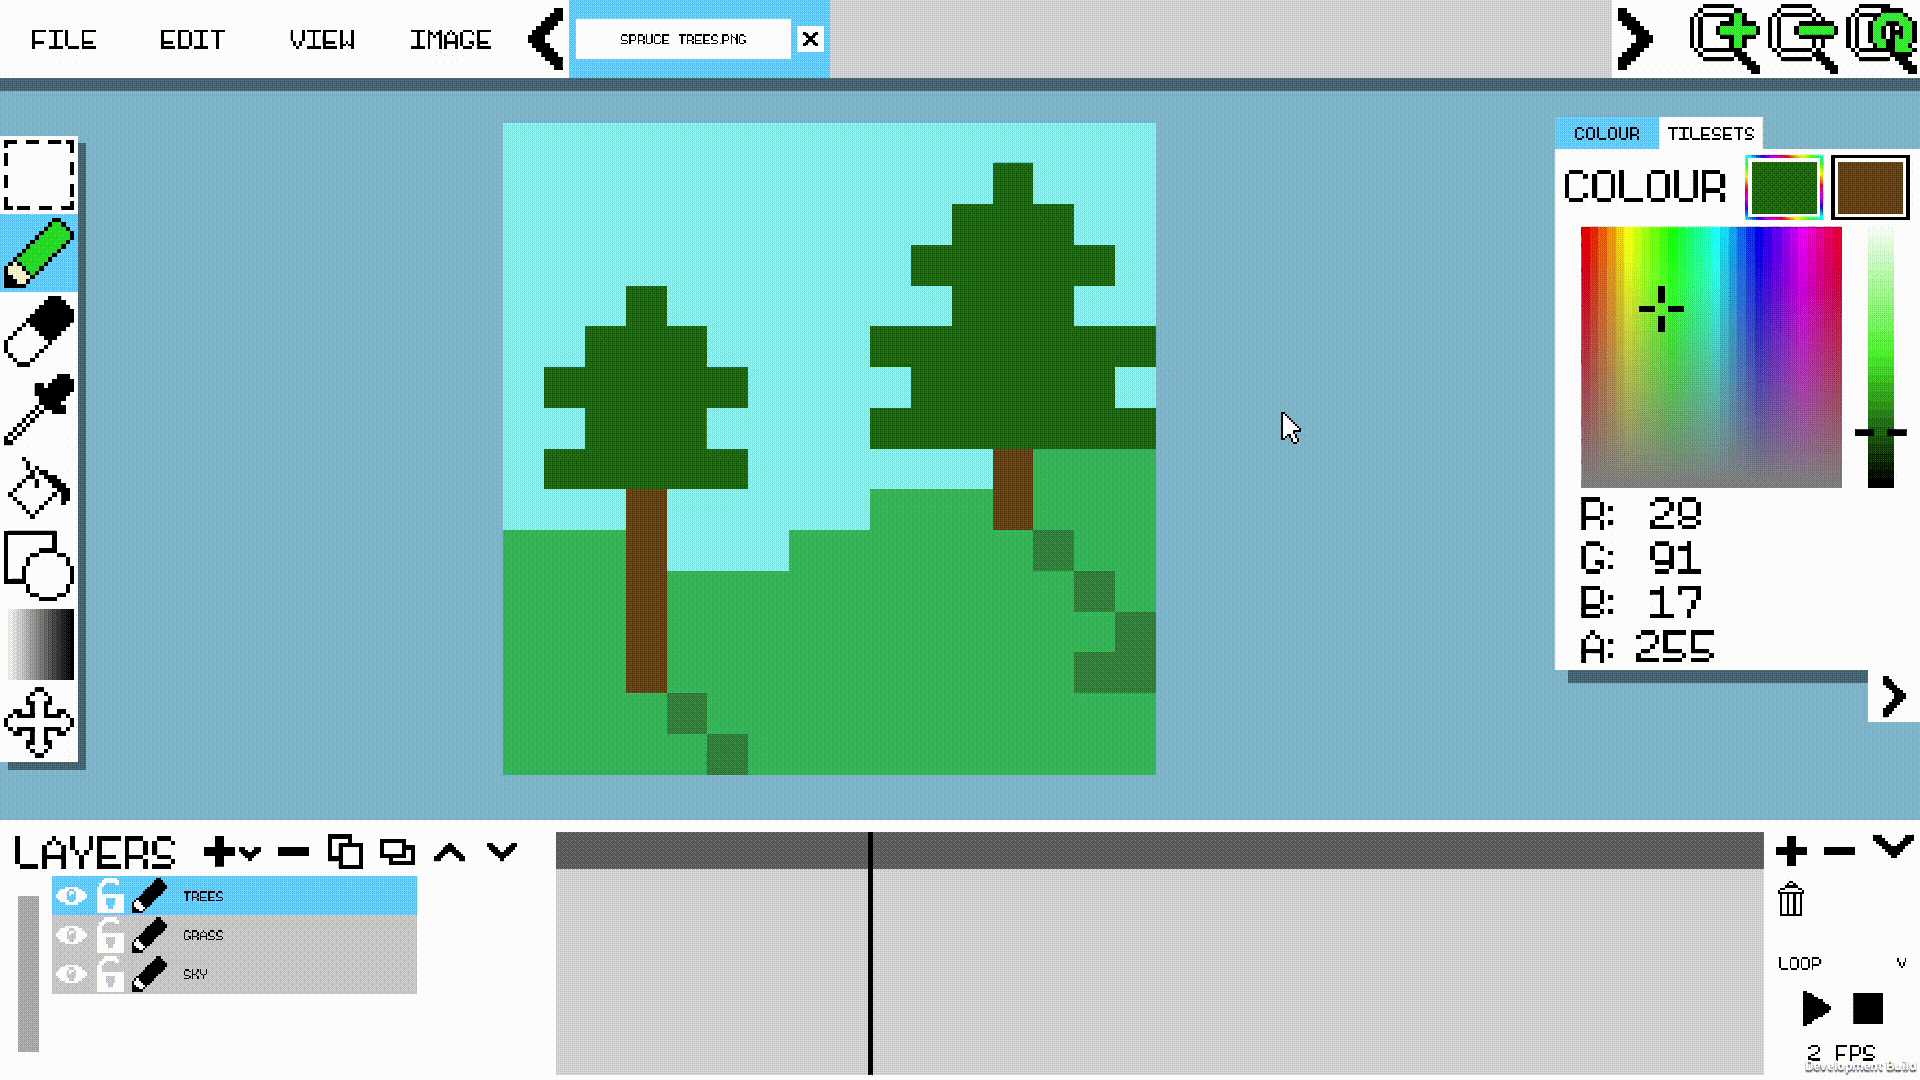 FILE EDIT VIEW IMAGE
SPRUCE TREES.PNG
COLOUR TILESETS
COLOUR
R: 28
G: 91
B: 17
A: 255
LAYERS
TREES
GRASS
SKY
LOOP V
2 FPS
Development Build